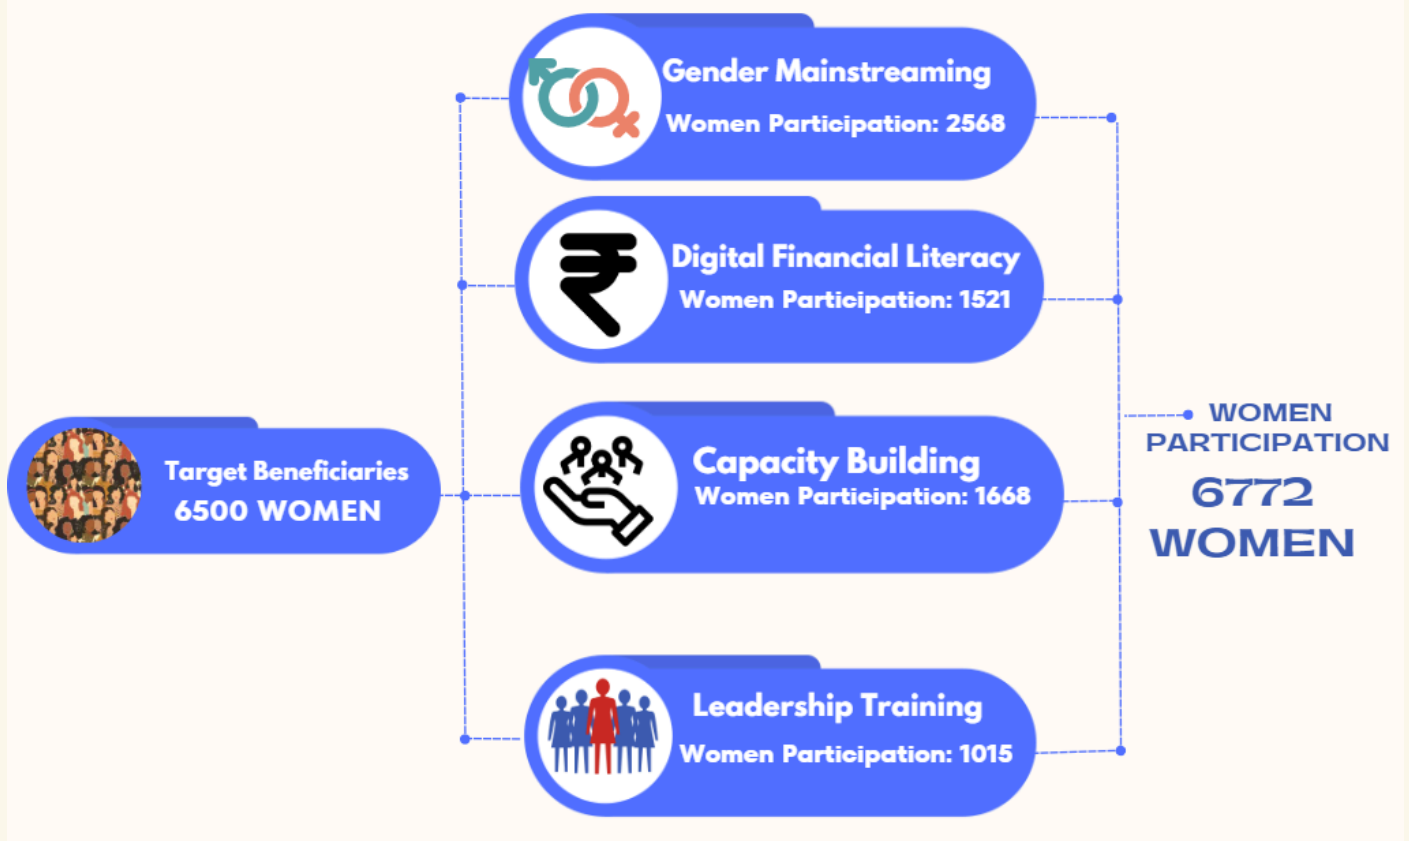 Gender Mainstreaming
Women Participation: 2568
Digital Financial Literacy
Women Participation: 1521
Target Beneficiaries
6500 WOMEN
Capacity Building
Women Participation: 1668
Leadership Training
Women Participation: 1015
WOMEN
PARTICIPATION
6772
WOMEN